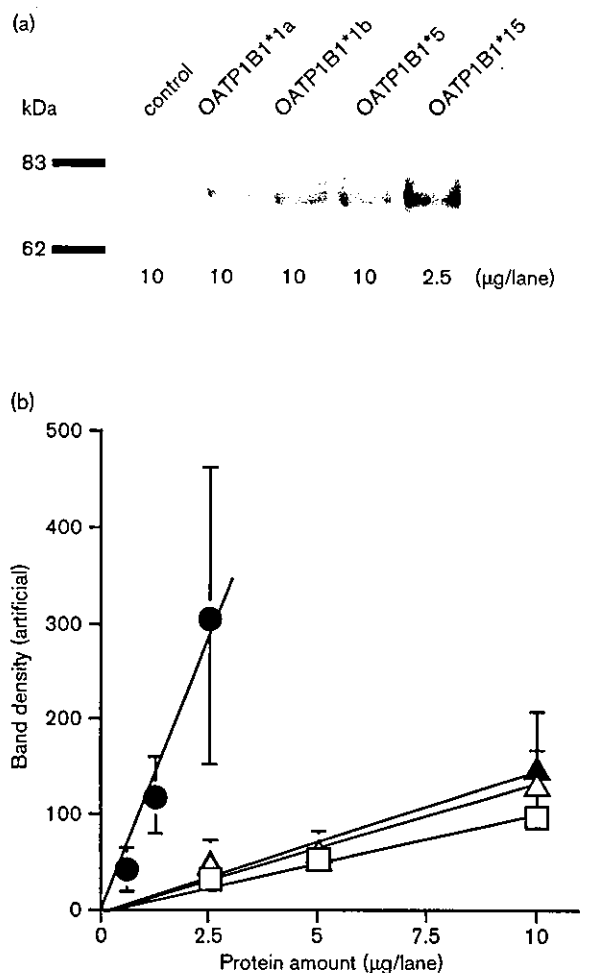 (a)
kDa
control
OATP1B1*1a
OATP1B1*1b
OATP1B1*5
OATP1B1*15
83
62
10 10 10 10 2.5 (µg/lane)
(b)
Band density (artificial)
500
400
300
200
100
0
0 2.5 5 7.5 10
Protein amount (µg/lane)